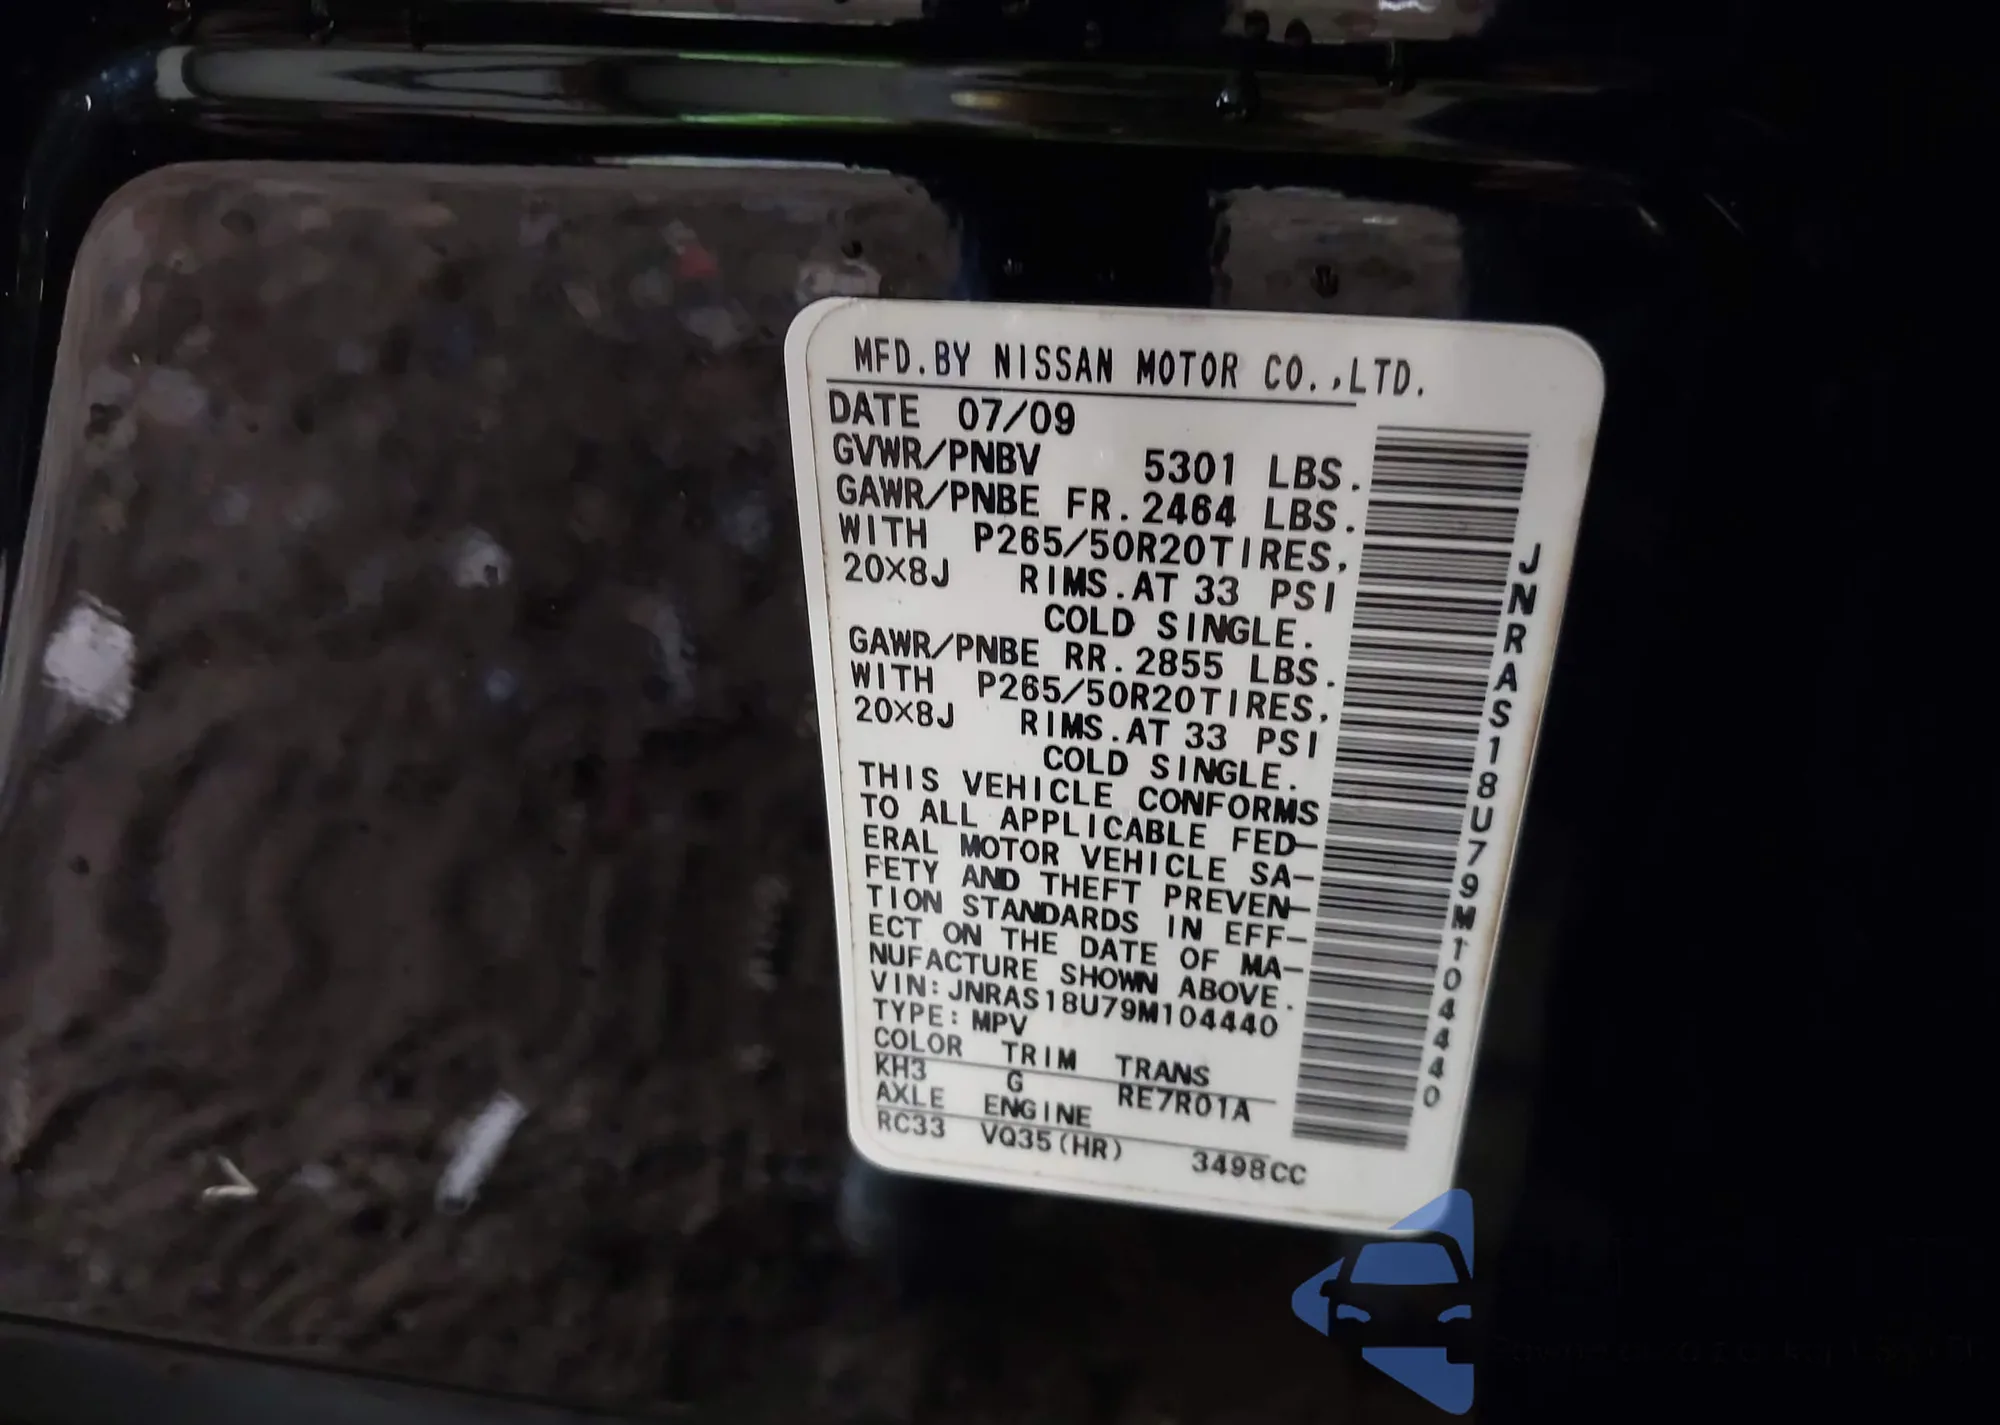 MFD.BY NISSAN MOTOR CO.,LTD.
DATE 07/09
GVWR/PNBV 5301 LBS.
GAWR/PNBE FR.2464 LBS.
WITH P265/50R20TIRES,
20X8J RIMS.AT 33 PSI
COLD SINGLE.
GAWR/PNBE RR.2855 LBS.
WITH P265/50R20TIRES,
20X8J RIMS.AT 33 PSI
COLD SINGLE.
THIS VEHICLE CONFORMS
TO ALL APPLICABLE FED-
ERAL MOTOR VEHICLE SA-
FETY AND THEFT PREVEN-
TION STANDARDS IN EFF-
ECT ON THE DATE OF MA-
NUFACTURE SHOWN ABOVE.
VIN:JNRAS18U79M104440
TYPE:MPV
COLOR TRIM TRANS
KH3 G RE7R01A
AXLE ENGINE
RC33 VQ35(HR) 3498CC
JNRAS18U79M104440